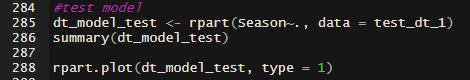 284 #test model
285 dt_model_test <- rpart(Season~., data = test_dt_1)
286 summary(dt_model_test)
287
288 rpart.plot(dt_model_test, type = 1)